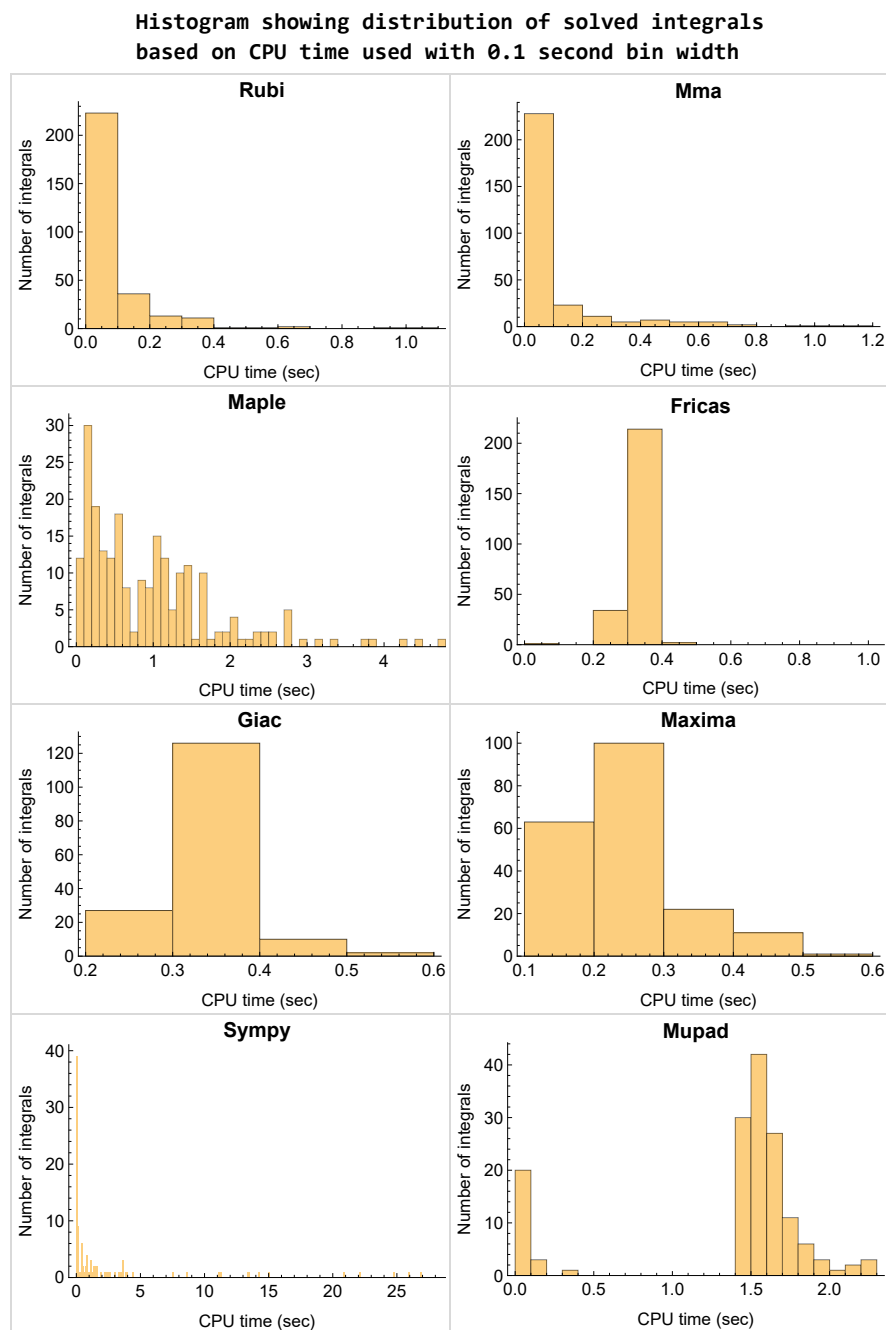 Histogram showing distribution of solved integrals
based on CPU time used with 0.1 second bin width
Rubi
Number of integrals
200
150
100
50
0
0.0 0.2 0.4 0.6 0.8 1.0
CPU time (sec)
Mma
Number of integrals
200
150
100
50
0
0.0 0.2 0.4 0.6 0.8 1.0 1.2
CPU time (sec)
Maple
Number of integrals
30
25
20
15
10
5
0
0 1 2 3 4
CPU time (sec)
Fricas
Number of integrals
200
150
100
50
0
0.0 0.2 0.4 0.6 0.8 1.0
CPU time (sec)
Giac
Number of integrals
120
100
80
60
40
20
0
0.2 0.3 0.4 0.5 0.6
CPU time (sec)
Maxima
Number of integrals
100
80
60
40
20
0
0.1 0.2 0.3 0.4 0.5 0.6
CPU time (sec)
Sympy
Number of integrals
40
30
20
10
0
0 5 10 15 20 25
CPU time (sec)
Mupad
Number of integrals
40
30
20
10
0
0.0 0.5 1.0 1.5 2.0
CPU time (sec)